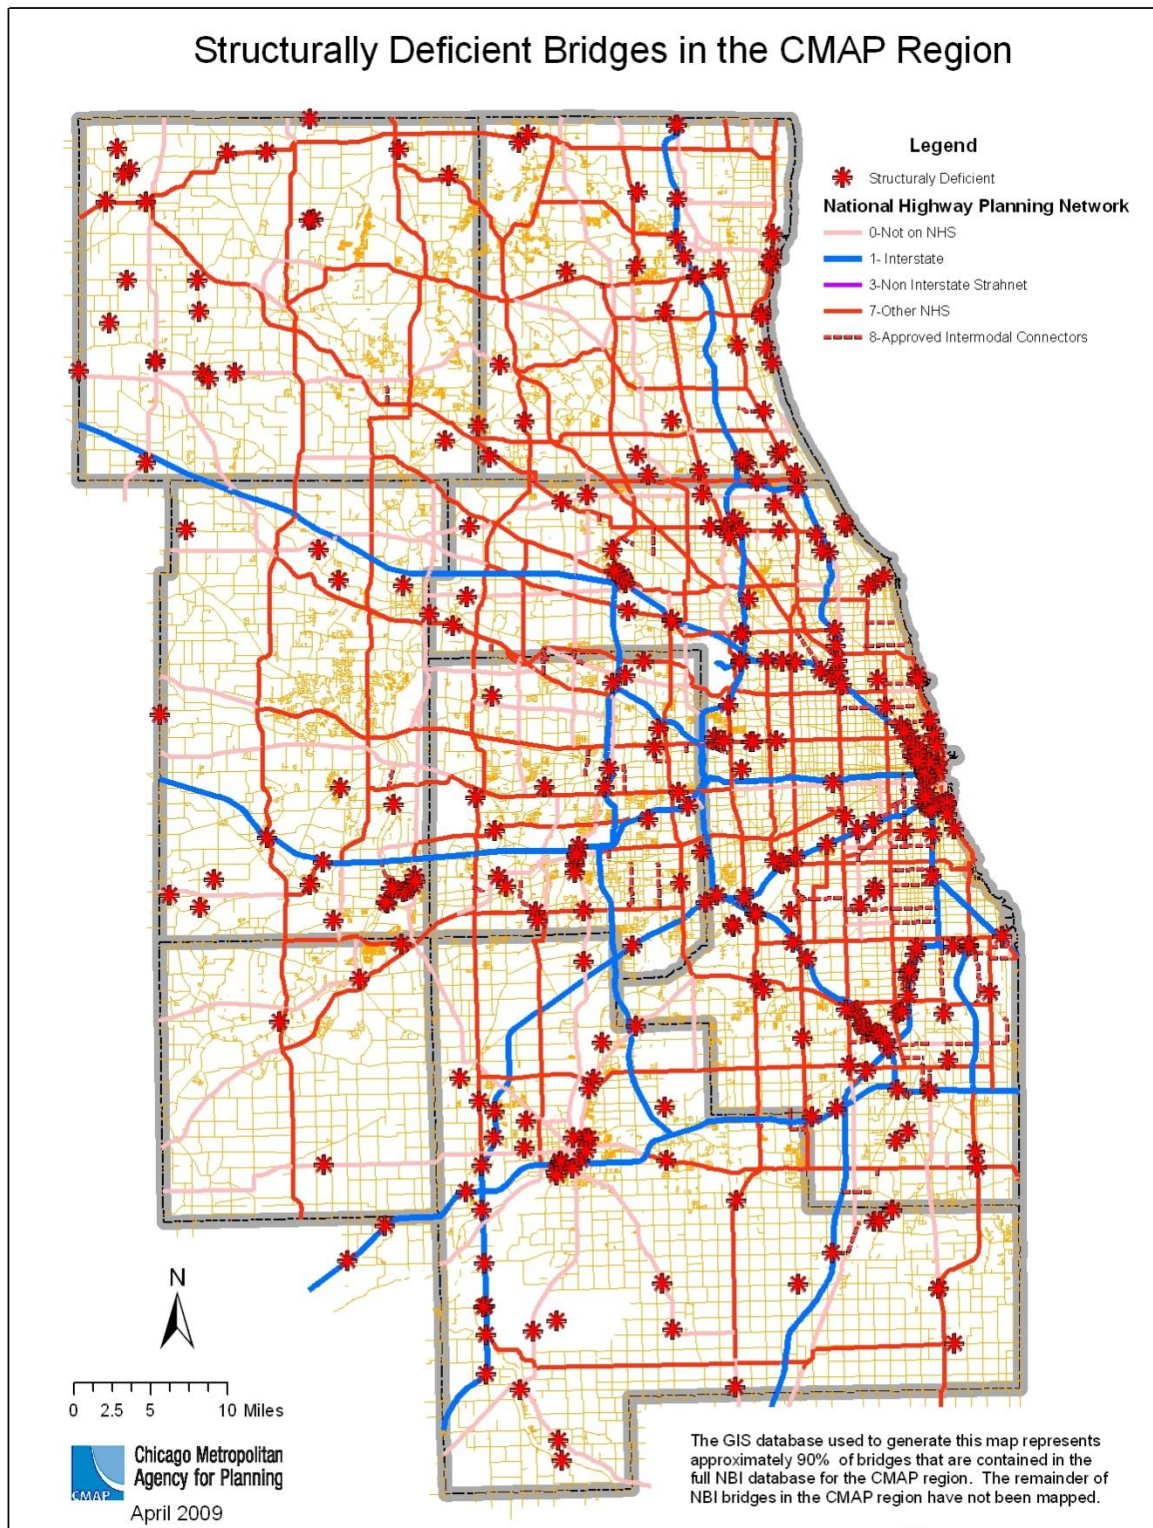 Structurally Deficient Bridges in the CMAP Region
Legend
Structuraly Deficient
National Highway Planning Network
0-Not on NHS
1- Interstate
3-Non Interstate Strahnet
7-Other NHS
8-Approved Intermodal Connectors
N
0 2.5 5 10 Miles
CMAP
Chicago Metropolitan
Agency for Planning
April 2009
The GIS database used to generate this map represents
approximately 90% of bridges that are contained in the
full NBI database for the CMAP region. The remainder of
NBI bridges in the CMAP region have not been mapped.